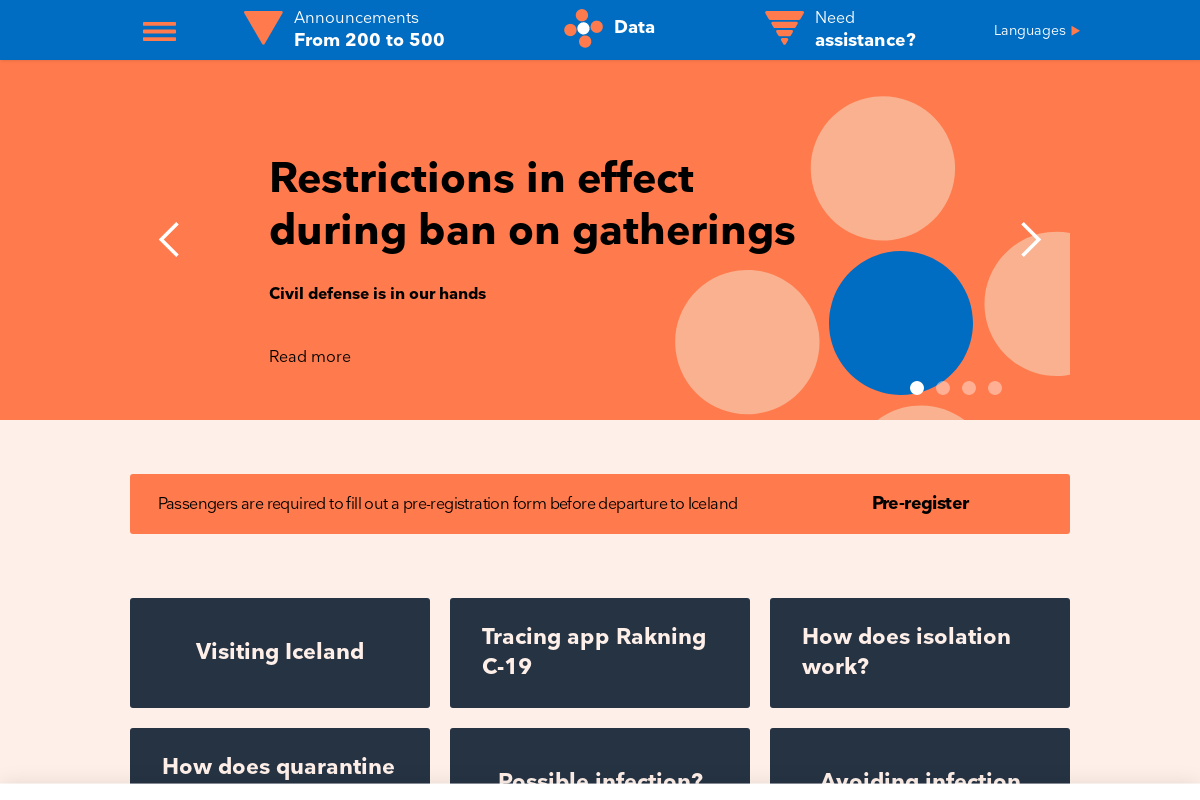 Announcements
From 200 to 500
Data
Need
assistance?
Languages
Restrictions in effect
during ban on gatherings
Civil defense is in our hands
Read more
Passengers are required to fill out a pre-registration form before departure to Iceland
Pre-register
Visiting Iceland
Tracing app Rakning
C-19
How does isolation
work?
How does quarantine
Possible infection?
Avoiding infection